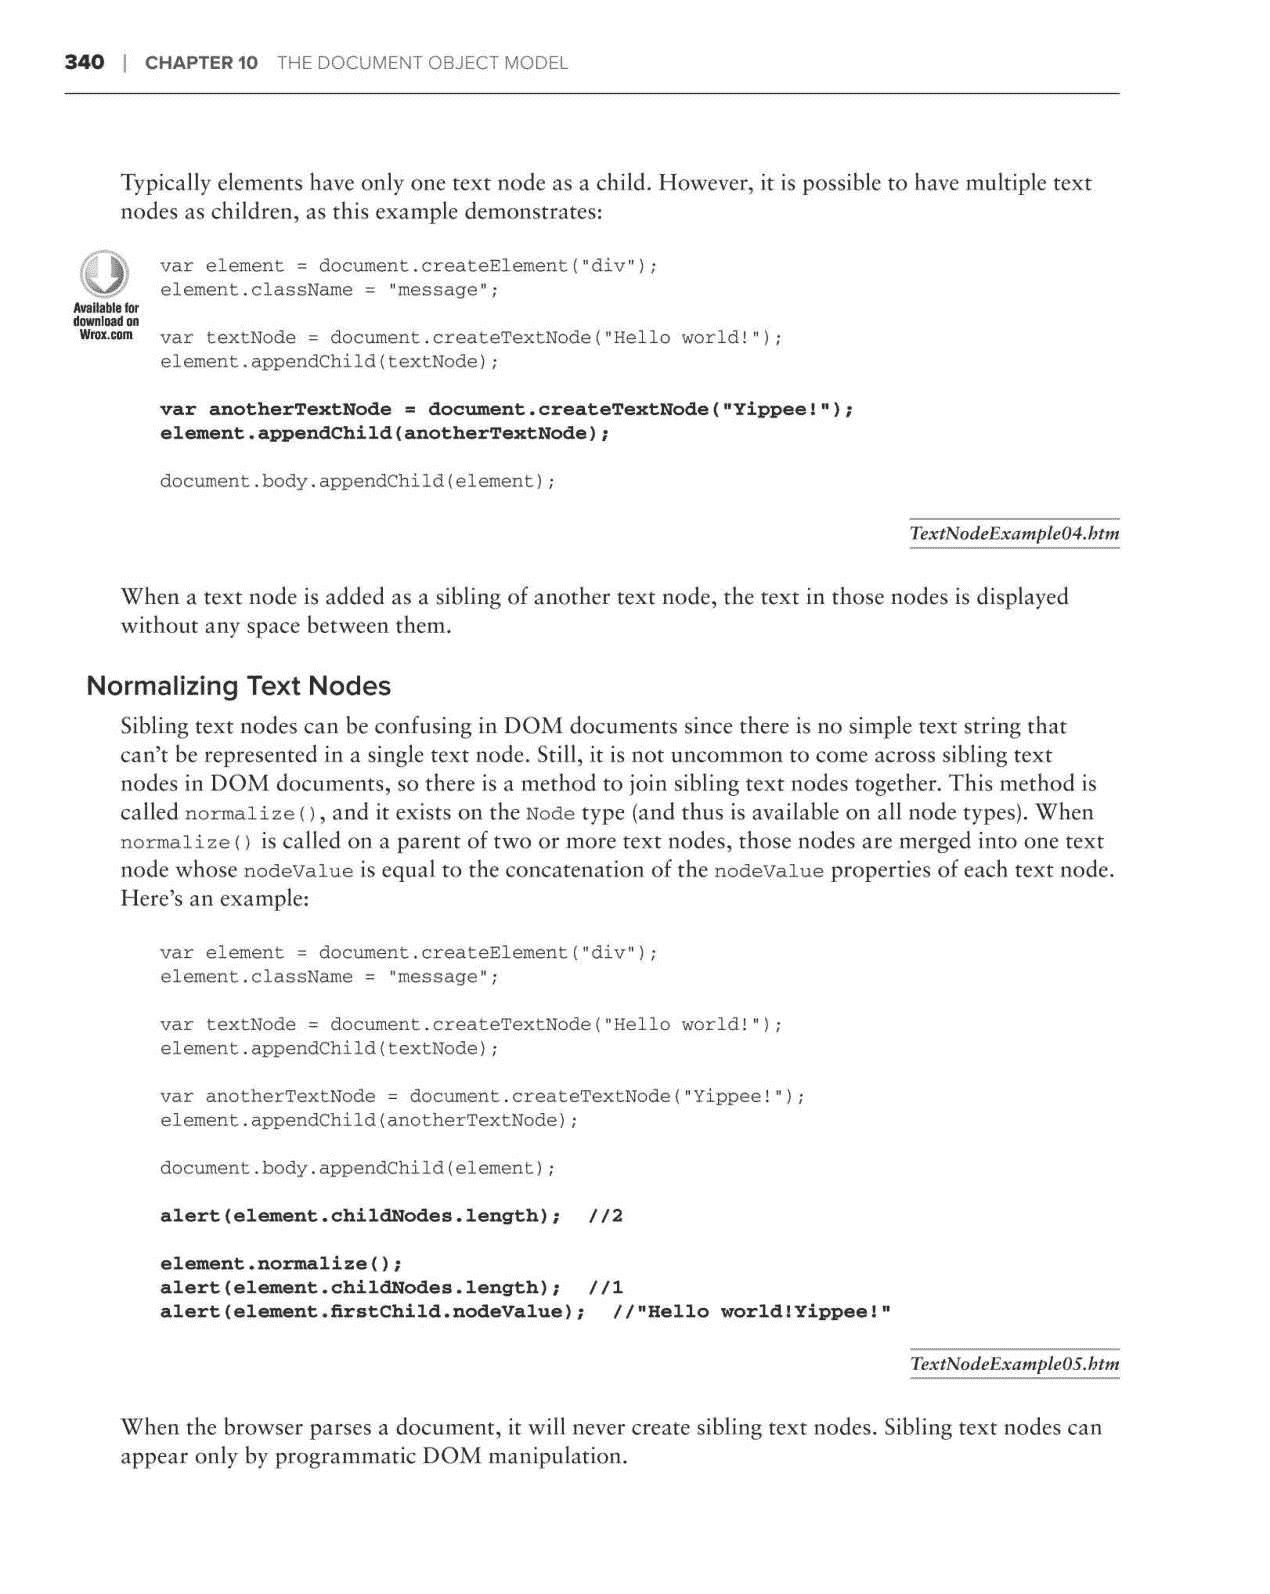 340 | CHAPTER 10 THE DOCUMENT OBJECT MODEL
Typically elements have only one text node as a child. However, it is possible to have multiple text
nodes as children, as this example demonstrates:
var element = document.createElement("div");
element.className = "message";
Available for
download on
Wrox.com
var textNode = document.createTextNode("Hello world!");
element.appendChild(textNode);
var anotherTextNode = document.createTextNode("Yippee!");
element.appendChild(anotherTextNode);
document.body.appendChild(element);
TextNodeExample04.htm
When a text node is added as a sibling of another text node, the text in those nodes is displayed
without any space between them.
Normalizing Text Nodes
Sibling text nodes can be confusing in DOM documents since there is no simple text string that
can't be represented in a single text node. Still, it is not uncommon to come across sibling text
nodes in DOM documents, so there is a method to join sibling text nodes together. This method is
called normalize(), and it exists on the Node type (and thus is available on all node types). When
normalize() is called on a parent of two or more text nodes, those nodes are merged into one text
node whose nodeValue is equal to the concatenation of the nodeValue properties of each text node.
Here's an example:
var element = document.createElement("div");
element.className = "message";
var textNode = document.createTextNode("Hello world!");
element.appendChild(textNode);
var anotherTextNode = document.createTextNode("Yippee!");
element.appendChild(anotherTextNode);
document.body.appendChild(element);
alert(element.childNodes.length); //2
element.normalize();
alert(element.childNodes.length); //1
alert(element.firstChild.nodeValue); //"Hello world!Yippee!"
TextNodeExample05.htm
When the browser parses a document, it will never create sibling text nodes. Sibling text nodes can
appear only by programmatic DOM manipulation.